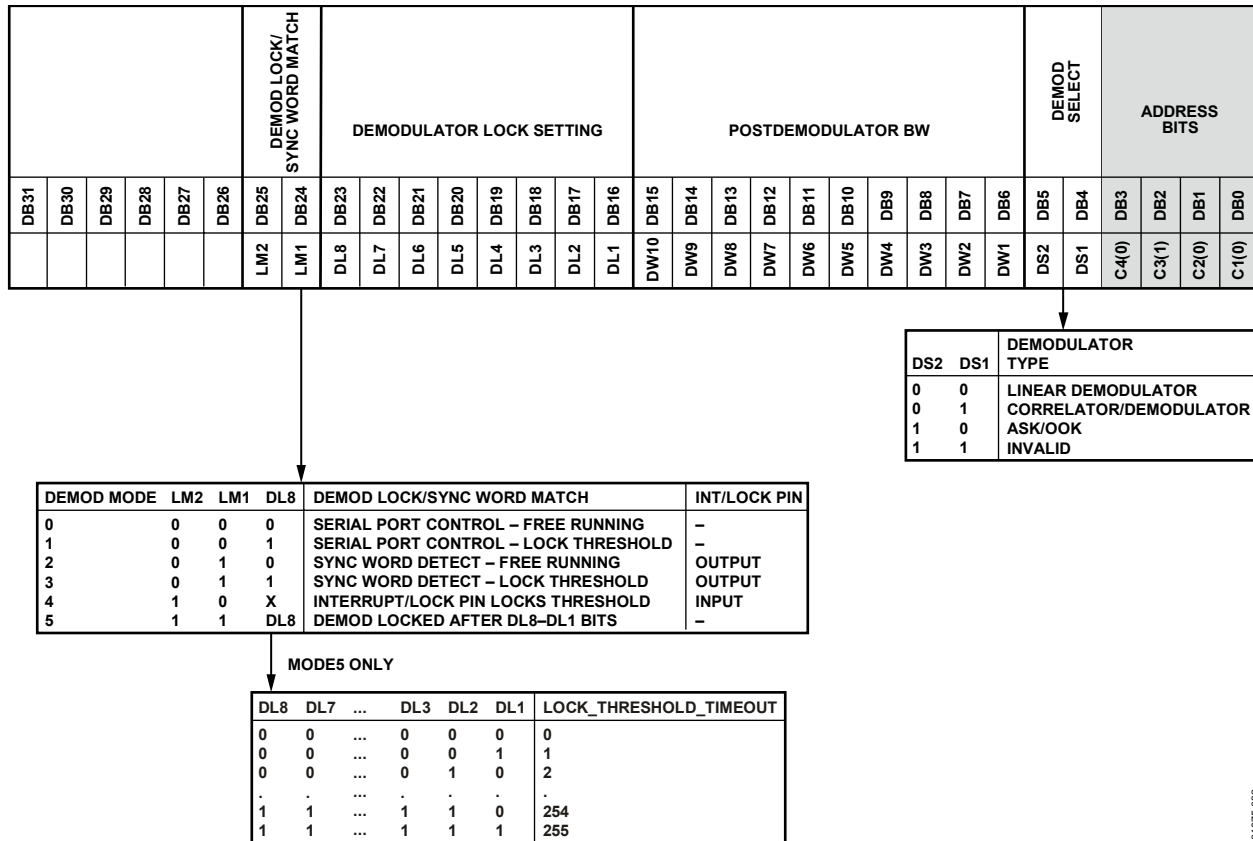 DEMOD LOCK/
SYNC WORD MATCH
DEMODULATOR LOCK SETTING
POSTDEMODULATOR BW
DEMOD
SELECT
ADDRESS
BITS
DB31 DB30 DB29 DB28 DB27 DB26 DB25 DB24 DB23 DB22 DB21 DB20 DB19 DB18 DB17 DB16 DB15 DB14 DB13 DB12 DB11 DB10 DB9 DB8 DB7 DB6 DB5 DB4 DB3 DB2 DB1 DB0
LM2 LM1 DL8 DL7 DL6 DL5 DL4 DL3 DL2 DL1 DW10 DW9 DW8 DW7 DW6 DW5 DW4 DW3 DW2 DW1 DS2 DS1 C4(0) C3(1) C2(0) C1(0)
DEMODULATOR
DS2 DS1 TYPE
0 0 LINEAR DEMODULATOR
0 1 CORRELATOR/DEMODULATOR
1 0 ASK/OOK
1 1 INVALID
DEMOD MODE LM2 LM1 DL8 DEMOD LOCK/SYNC WORD MATCH INT/LOCK PIN
0 0 0 0 SERIAL PORT CONTROL – FREE RUNNING –
1 0 0 1 SERIAL PORT CONTROL – LOCK THRESHOLD –
2 0 1 0 SYNC WORD DETECT – FREE RUNNING OUTPUT
3 0 1 1 SYNC WORD DETECT – LOCK THRESHOLD OUTPUT
4 1 0 X INTERRUPT/LOCK PIN LOCKS THRESHOLD INPUT
5 1 1 DL8 DEMOD LOCKED AFTER DL8–DL1 BITS –
MODE5 ONLY
DL8 DL7 ... DL3 DL2 DL1 LOCK_THRESHOLD_TIMEOUT
0 0 ... 0 0 0 0
0 0 ... 0 0 1 1
0 0 ... 0 1 0 2
. . ... . . . .
1 1 ... 1 1 0 254
1 1 ... 1 1 1 255